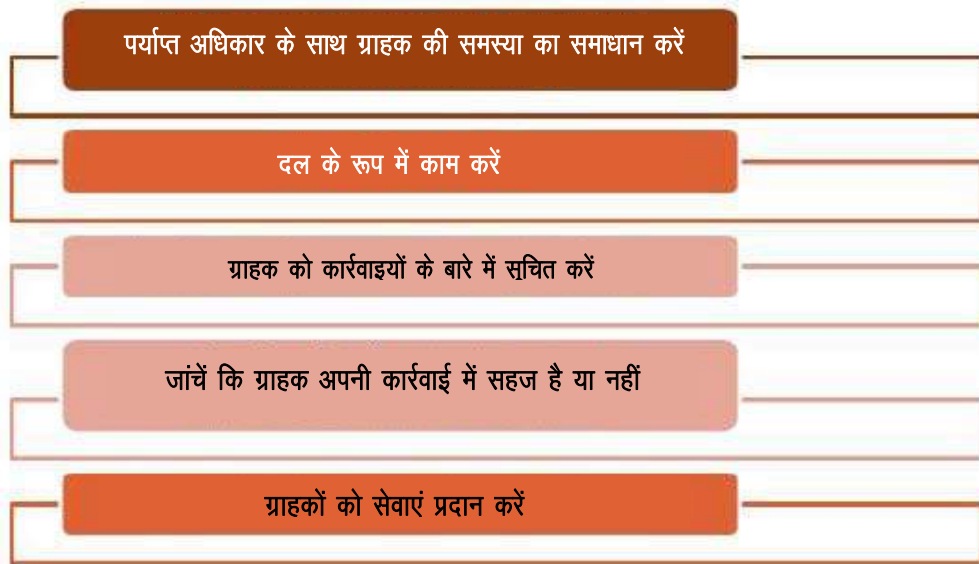 पर्याप्त अधिकार के साथ ग्राहक की समस्या का समाधान करें
दल के रूप में काम करें
ग्राहक को कार्रवाइयों के बारे में सूचित करें
जांचें कि ग्राहक अपनी कार्रवाई में सहज है या नहीं
ग्राहकों को सेवाएं प्रदान करें